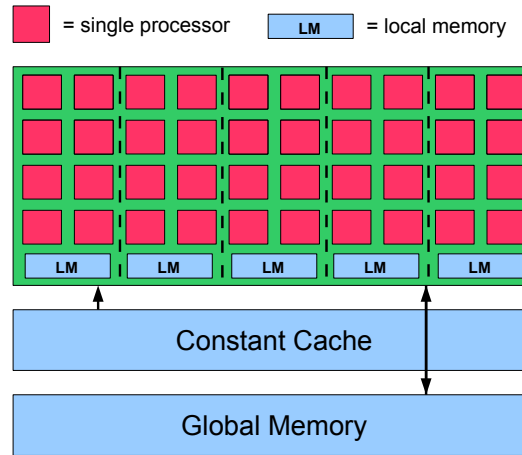 = single processor
LM = local memory
LM LM LM LM LM
Constant Cache
Global Memory